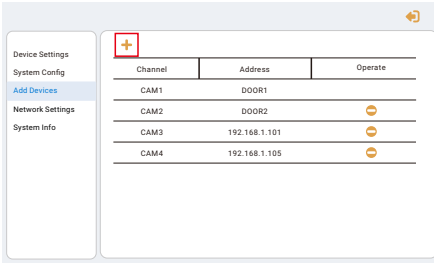 Device Settings
System Config
Add Devices
Network Settings
System Info
Channel Address Operate
CAM1 DOOR1
CAM2 DOOR2
CAM3 192.168.1.101
CAM4 192.168.1.105